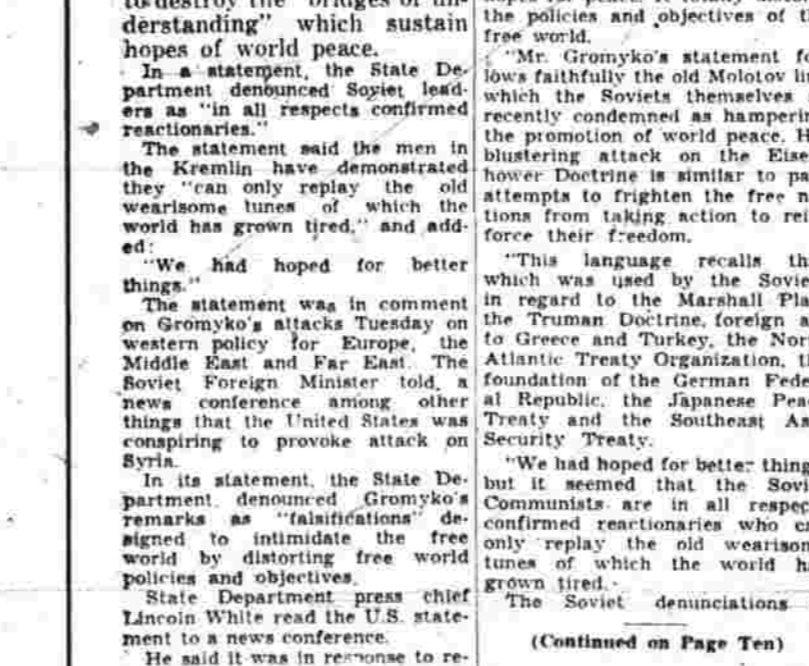 to destroy the "bridges of un-
derstanding" which sustain
hopes of world peace.
In a statement, the State De-
partment denounced Soviet lead-
ers as "in all respects confirmed
reactionaries."
The statement said the men in
the Kremlin have demonstrated
they "can only replay the old
wearisome tunes of which the
world has grown tired," and add-
ed:
"We had hoped for better
things."
The statement was in comment
on Gromyko's attacks Tuesday on
western policy for Europe, the
Middle East and Far East. The
Soviet Foreign Minister told, a
news conference among other
things that the United States was
conspiring to provoke attack on
Syria.
In its statement, the State De-
partment denounced Gromyko's
remarks as "falsifications" de-
signed to intimidate the free
world by distorting free world
policies and objectives.
State Department press chief
Lincoln White read the U.S. state-
ment to a news conference.
He said it was in response to re-
the policies and objectives of t
free world.
"Mr. Gromyko's statement fo
lows faithfully the old Molotov lin
which the Soviets themselves
recently condemned as hamperin
the promotion of world peace. H
blustering attack on the Eise
hower Doctrine is similar to pa
attempts to frighten the free n
tions from taking action to rei
force their freedom.
"This language recalls th
which was used by the Sovie
in regard to the Marshall Pla
the Truman Doctrine, foreign a
to Greece and Turkey, the Nor
Atlantic Treaty Organization, t
foundation of the German Fede
al Republic, the Japanese Pea
Treaty and the Southeast As
Security Treaty.
"We had hoped for better thing
but it seemed that the Sovi
Communists are in all respec
confirmed reactionaries who c
only replay the old wearison
tunes of which the world h
grown tired.
The Soviet denunciations
(Continued on Page Ten)